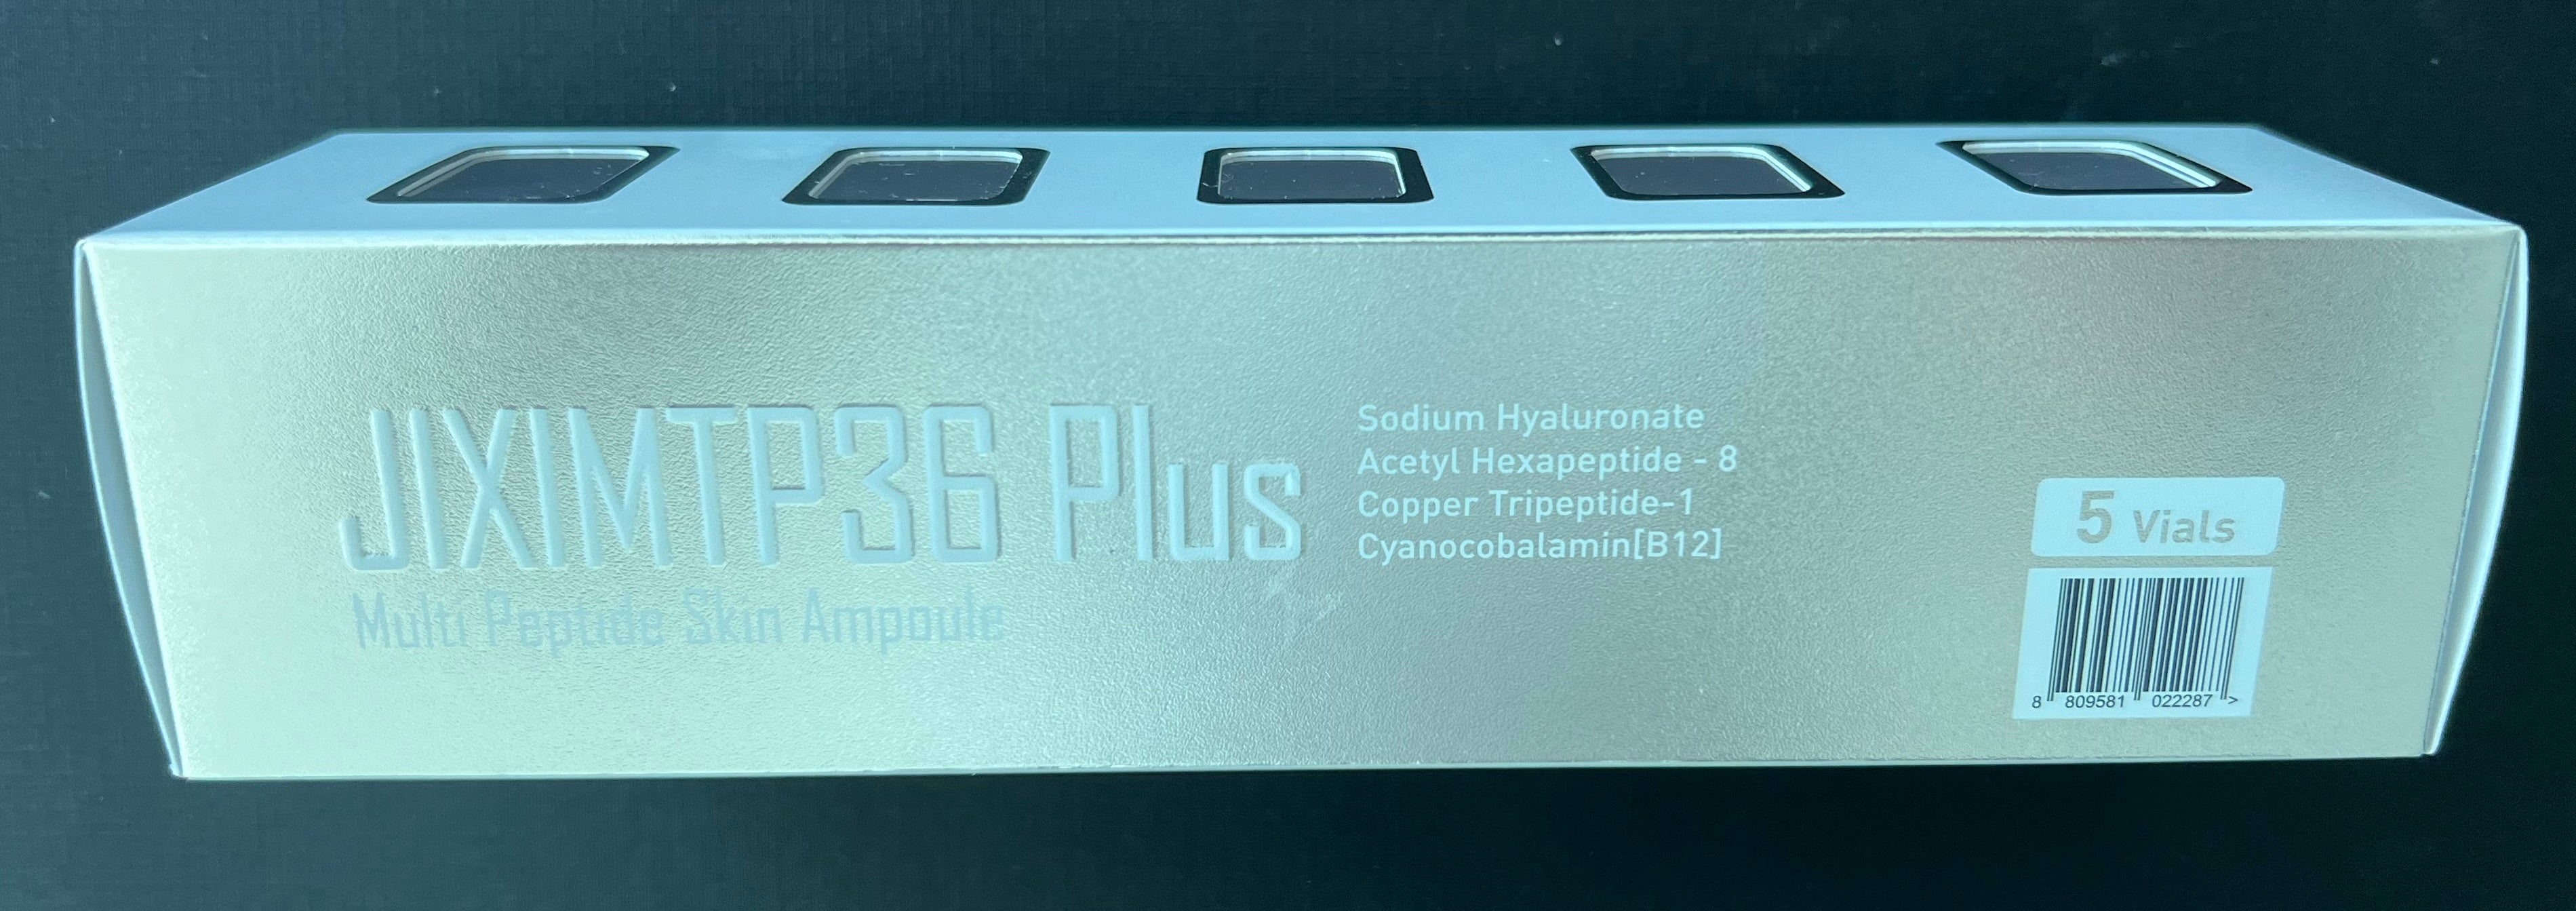 JIXIMTP36 Plus
Multi Peptide Skin Ampoule
Sodium Hyaluronate
Acetyl Hexapeptide - 8
Copper Tripeptide-1
Cyanocobalamin[B12]
5 Vials
8 809581 022287 >